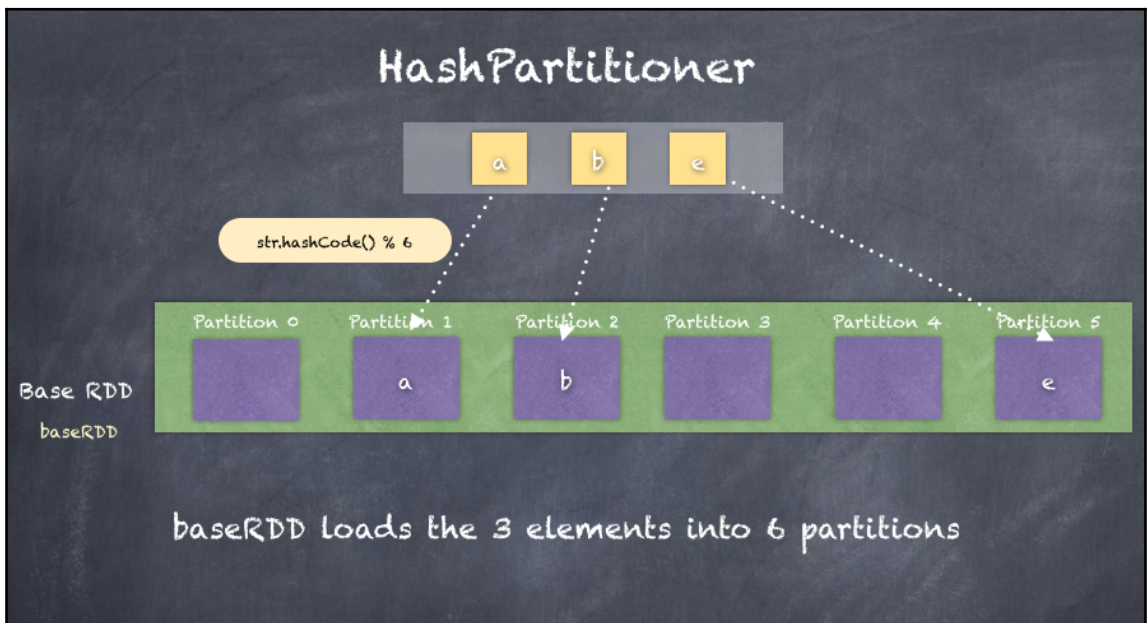 HashPartitioner
a b e
str.hashCode() % 6
Partition 0 Partition 1 Partition 2 Partition 3 Partition 4 Partition 5
a b e
Base RDD
baseRDD
baseRDD loads the 3 elements into 6 partitions